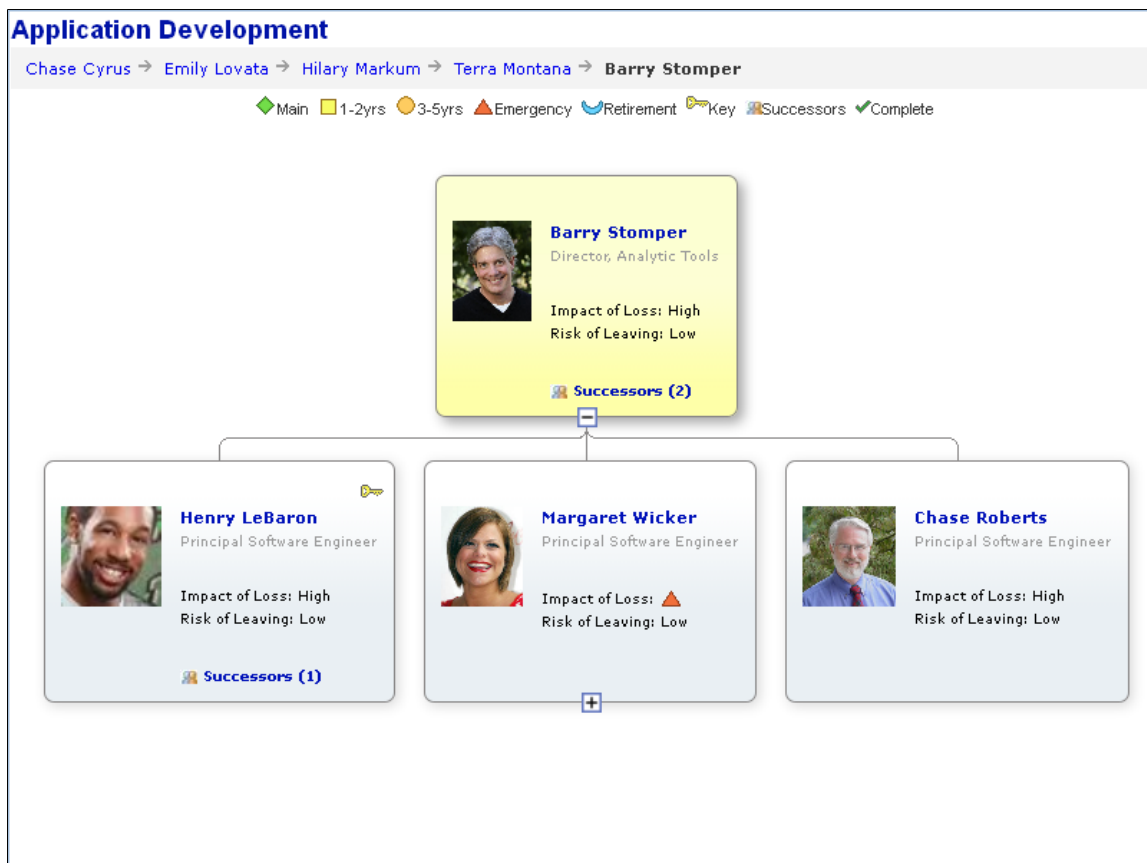 Application Development
Chase Cyrus Emily Lovata Hilary Markum Terra Montana Barry Stomper
Main 1-2yrs 3-5yrs Emergency Retirement Key Successors Complete
Barry Stomper
Director, Analytic Tools
Impact of Loss: High
Risk of Leaving: Low
Successors (2)
Henry LeBaron
Principal Software Engineer
Impact of Loss: High
Risk of Leaving: Low
Successors (1)
Margaret Wicker
Principal Software Engineer
Impact of Loss:
Risk of Leaving: Low
Chase Roberts
Principal Software Engineer
Impact of Loss: High
Risk of Leaving: Low